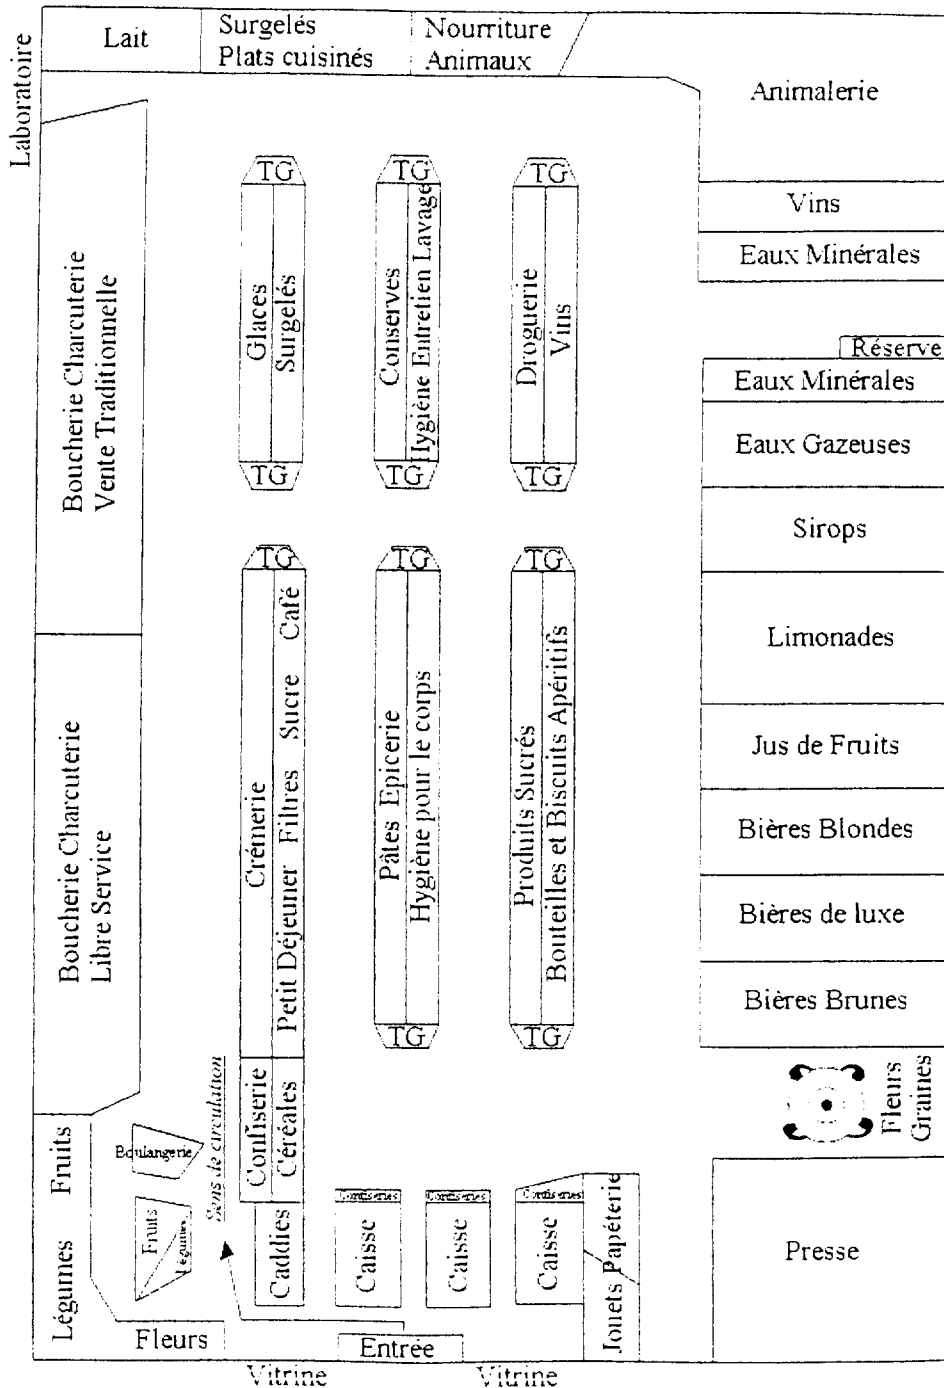 Laboratoire
Lait
Surgelés
Plats cuisinés
Nourriture
Animaux
Animalerie
Vins
Eaux Minérales
Réserve
Eaux Minérales
Eaux Gazeuses
Sirops
Limonades
Jus de Fruits
Bières Blondes
Bières de luxe
Bières Brunes
Fleurs
Graines
Presse
Boucherie Charcuterie
Vente Traditionnelle
Boucherie Charcuterie
Libre Service
TG
Glaces
Surgelés
TG
TG
Conserves
Hygiène Entretien Lavage
TG
TG
Droguerie
Vins
TG
TG
Crémerie
Petit Déjeuner Filtres Sucre Café
Confiserie
Céréales
TG
Pâtes Epicerie
Hygiène pour le corps
TG
TG
Produits Sucrés
Bouteilles et Biscuits Apéritifs
TG
Légumes Fruits
Boulangerie
Fruits
Légumes
Sens de circulation
Caddies
Confiseries
Caisse
Confiseries
Caisse
Confiseries
Caisse
Jouets Papéterie
Fleurs
Entrée
Vitrine
Vitrine